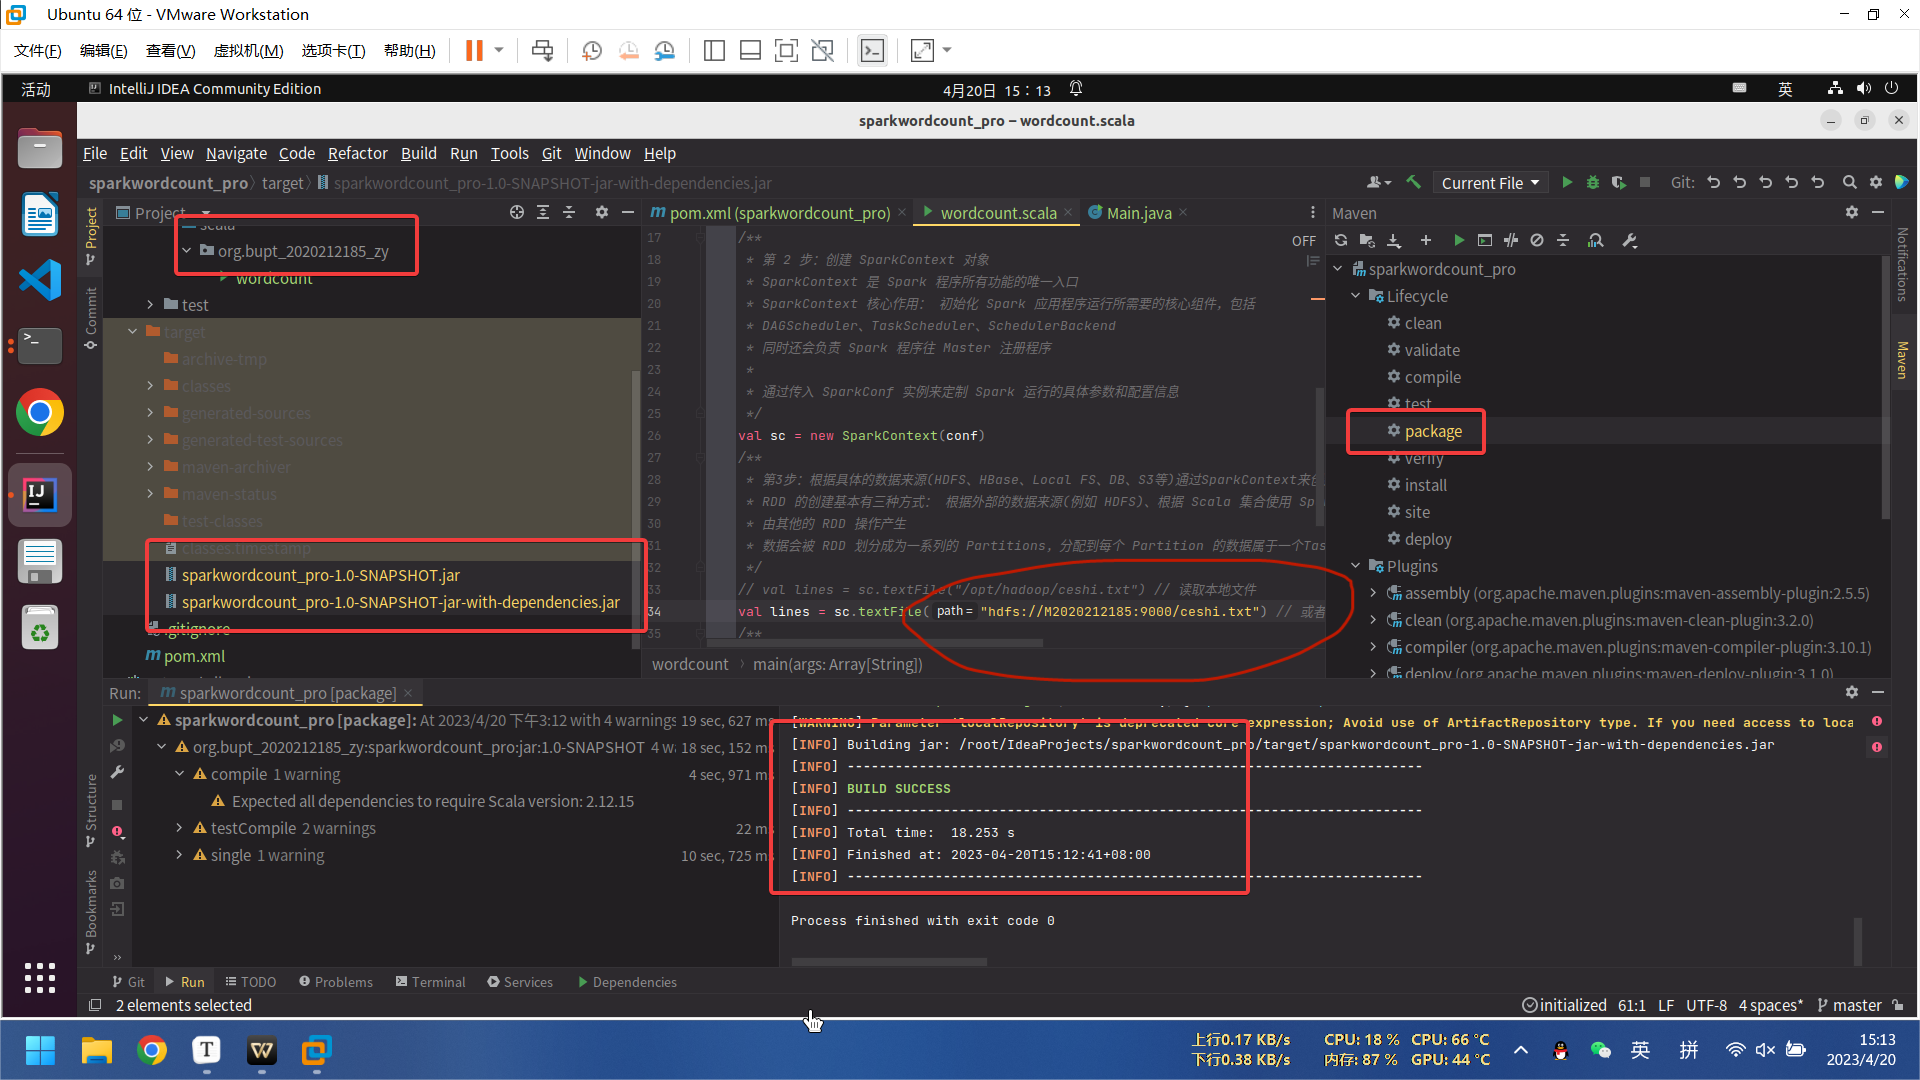 Ubuntu 64 位 - VMware Workstation
文件(F) 编辑(E) 查看(V) 虚拟机(M) 选项卡(T) 帮助(H)
活动 IntelliJ IDEA Community Edition 4月20日 15：13 英
sparkwordcount_pro – wordcount.scala
File Edit View Navigate Code Refactor Build Run Tools Git Window Help
sparkwordcount_pro target sparkwordcount_pro-1.0-SNAPSHOT-jar-with-dependencies.jar Current File Git:
Project
scala
org.bupt_2020212185_zy
wordcount
test
target
archive-tmp
classes
generated-sources
generated-test-sources
maven-archiver
maven-status
test-classes
classes.timestamp
sparkwordcount_pro-1.0-SNAPSHOT.jar
sparkwordcount_pro-1.0-SNAPSHOT-jar-with-dependencies.jar
.gitignore
pom.xml
Project
Commit
Structure
Bookmarks
pom.xml (sparkwordcount_pro) wordcount.scala Main.java
OFF
17 /**
18 * 第 2 步：创建 SparkContext 对象
19 * SparkContext 是 Spark 程序所有功能的唯一入口
20 * SparkContext 核心作用： 初始化 Spark 应用程序运行所需要的核心组件，包括
21 * DAGScheduler、TaskScheduler、SchedulerBackend
22 * 同时还会负责 Spark 程序往 Master 注册程序
23 *
24 * 通过传入 SparkConf 实例来定制 Spark 运行的具体参数和配置信息
25 */
26 val sc = new SparkContext(conf)
27 /**
28 * 第3步：根据具体的数据来源(HDFS、HBase、Local FS、DB、S3等)通过SparkContext来
29 * RDD 的创建基本有三种方式： 根据外部的数据来源(例如 HDFS)、根据 Scala 集合使用 Sp
30 * 由其他的 RDD 操作产生
31 * 数据会被 RDD 划分成为一系列的 Partitions，分配到每个 Partition 的数据属于一个Tas
32 */
33 // val lines = sc.textFile("/opt/hadoop/ceshi.txt") // 读取本地文件
34 val lines = sc.textFile( path = "hdfs://M2020212185:9000/ceshi.txt") // 或者
35 /**
wordcount main(args: Array[String])
Maven
sparkwordcount_pro
Lifecycle
clean
validate
compile
test
package
verify
install
site
deploy
Plugins
assembly (org.apache.maven.plugins:maven-assembly-plugin:2.5.5)
clean (org.apache.maven.plugins:maven-clean-plugin:3.2.0)
compiler (org.apache.maven.plugins:maven-compiler-plugin:3.10.1)
deploy (org.apache.maven.plugins:maven-deploy-plugin:3.1.0)
Notifications
Maven
Run: sparkwordcount_pro [package]
sparkwordcount_pro [package]: At 2023/4/20 下午3:12 with 4 warnings 19 sec, 627 ms
org.bupt_2020212185_zy:sparkwordcount_pro:jar:1.0-SNAPSHOT 4 w 18 sec, 152 ms
compile 1 warning 4 sec, 971 ms
Expected all dependencies to require Scala version: 2.12.15
testCompile 2 warnings 22 ms
single 1 warning 10 sec, 725 ms
[WARNING] Parameter 'localRepository' is deprecated core expression; Avoid use of ArtifactRepository type. If you need access to loca
[INFO] Building jar: /root/IdeaProjects/sparkwordcount_pro/target/sparkwordcount_pro-1.0-SNAPSHOT-jar-with-dependencies.jar
[INFO] ------------------------------------------------------------------------
[INFO] BUILD SUCCESS
[INFO] ------------------------------------------------------------------------
[INFO] Total time:  18.253 s
[INFO] Finished at: 2023-04-20T15:12:41+08:00
[INFO] ------------------------------------------------------------------------
Process finished with exit code 0
Git Run TODO Problems Terminal Services Dependencies
2 elements selected initialized 61:1 LF UTF-8 4 spaces* master
上行0.17 KB/s CPU: 18 % CPU: 66 °C 英 拼 15:13
下行0.38 KB/s 内存: 87 % GPU: 44 °C 2023/4/20